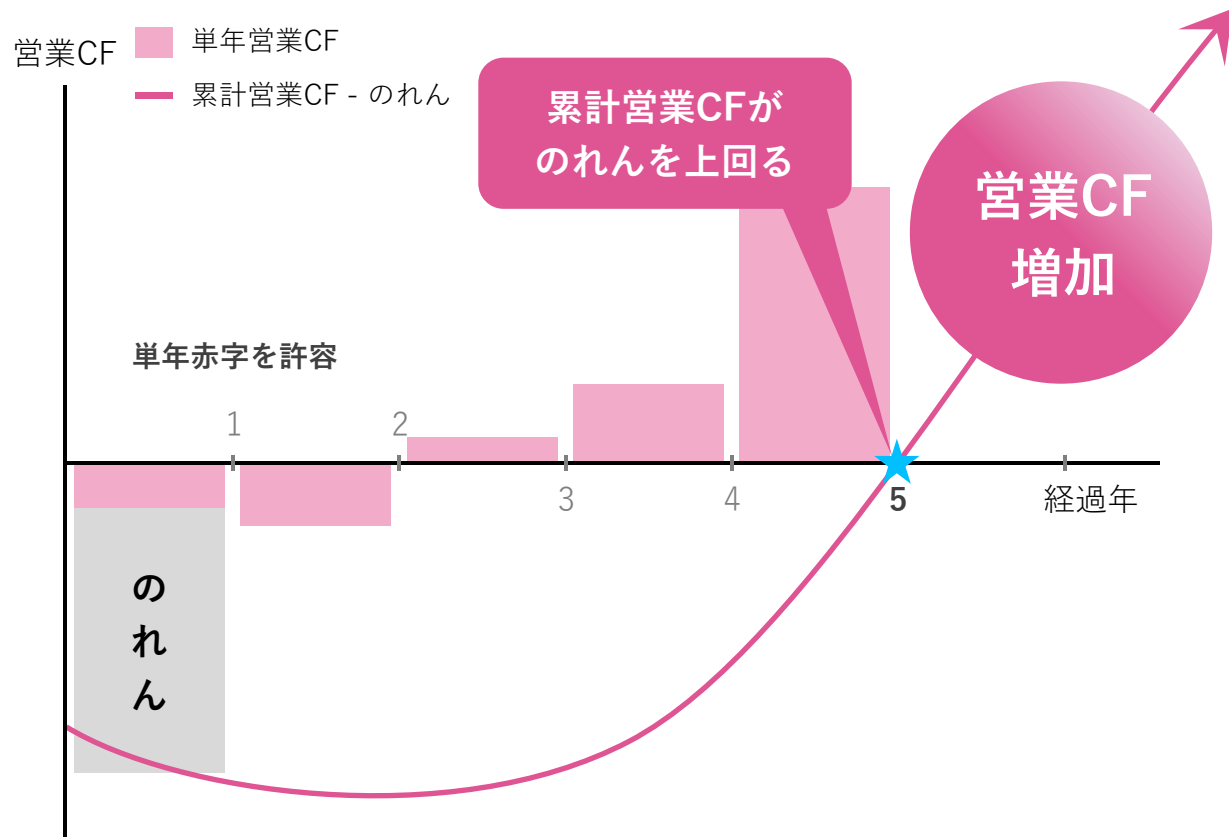 営業CF
単年営業CF
累計営業CF - のれん
累計営業CFが
のれんを上回る
営業CF
増加
単年赤字を許容
1
2
3
4
5
経過年
のれん